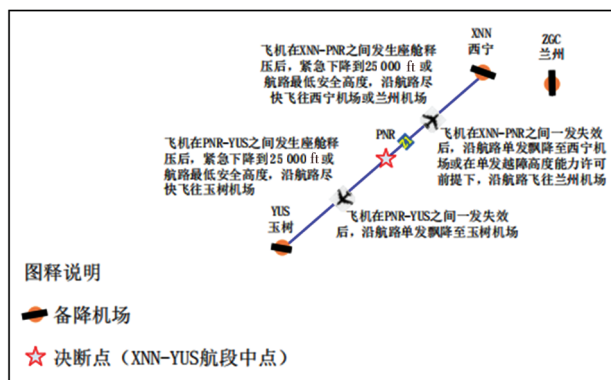 XNN
西宁
ZGC
兰州
飞机在XNN-PNR之间发生座舱释
压后，紧急下降到25 000 ft或
航路最低安全高度，沿航路尽
快飞往西宁机场或兰州机场
PNR
飞机在XNN-PNR之间一发失效
后，沿航路单发飘降至西宁机
场或在单发越障高度能力许可
前提下，沿航路飞往兰州机场
飞机在PNR-YUS之间发生座舱释
压后，紧急下降到25 000 ft或
航路最低安全高度，沿航路尽
快飞往玉树机场
YUS
玉树
飞机在PNR-YUS之间一发失效
后，沿航路单发飘降至玉树机场
图释说明
备降机场
决断点（XNN-YUS航段中点）